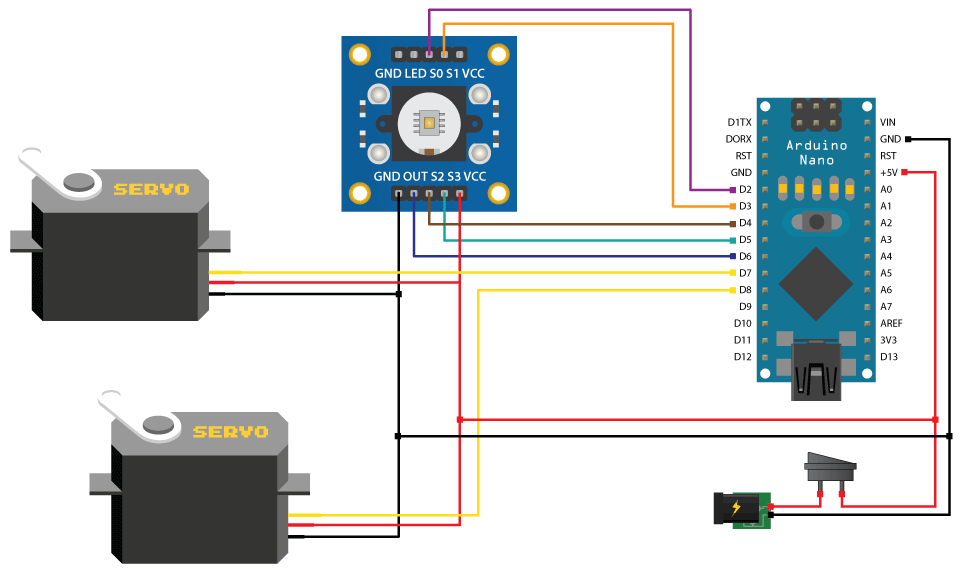 GND LED S0 S1 VCC
GND OUT S2 S3 VCC
SERVO
SERVO
Arduino
Nano
D1TX
DORX
RST
GND
D2
D3
D4
D5
D6
D7
D8
D9
D10
D11
D12
VIN
GND
RST
+5V
A0
A1
A2
A3
A4
A5
A6
A7
AREF
3V3
D13